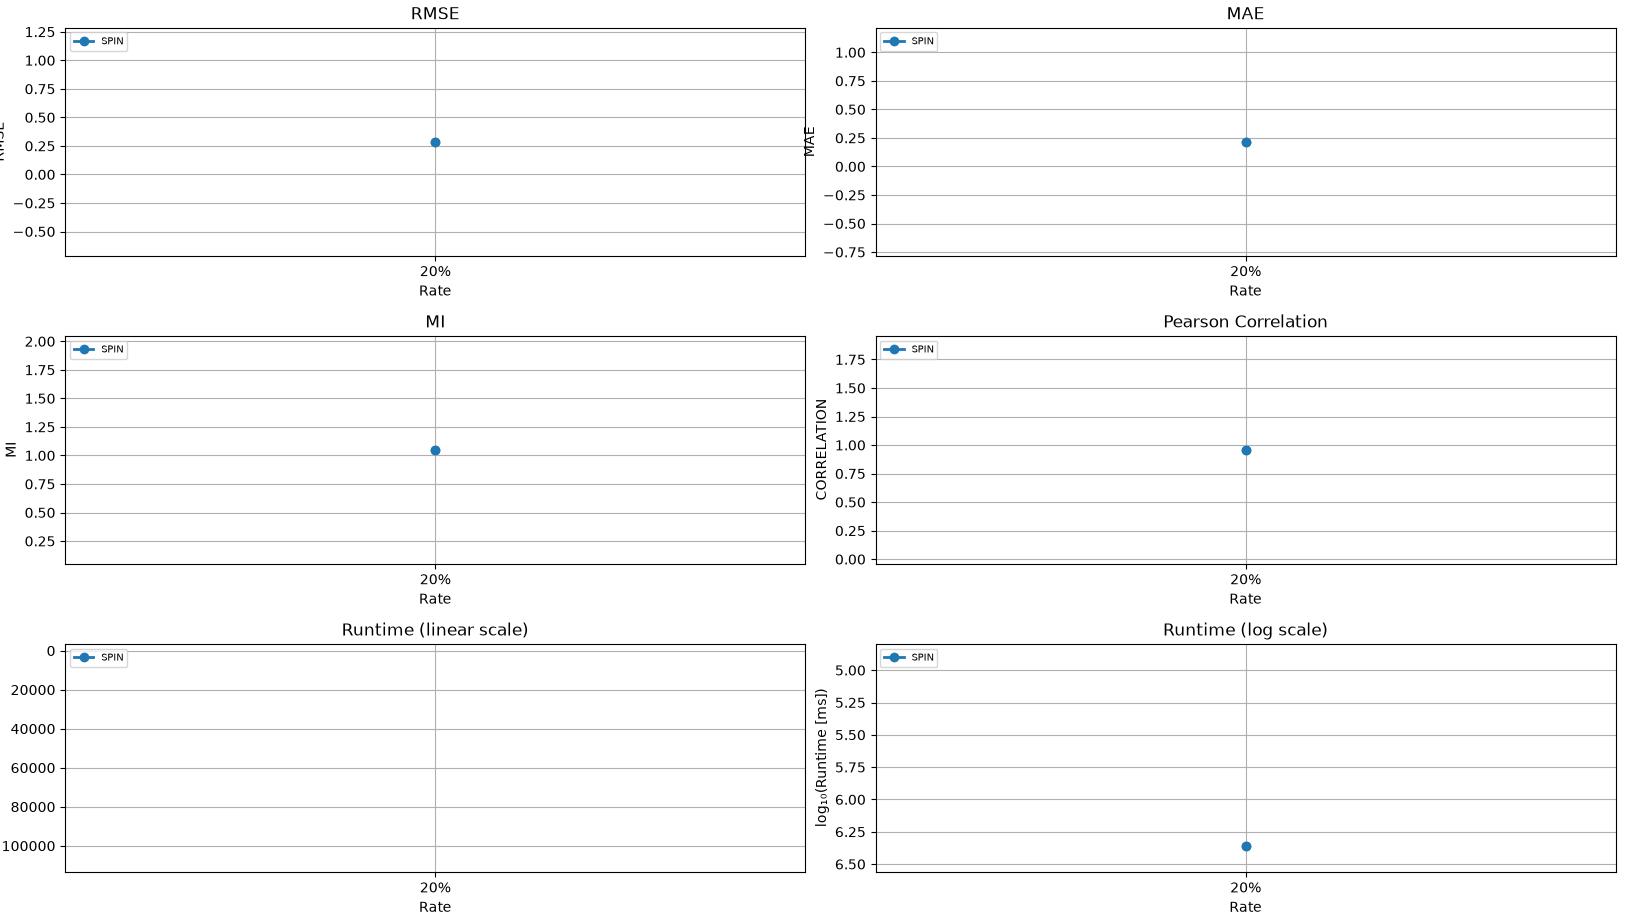 RMSE
SPIN
1.25
1.00
0.75
0.50
0.25
0.00
−0.25
−0.50
RMSE
20%
Rate
MAE
SPIN
1.00
0.75
0.50
0.25
0.00
−0.25
−0.50
−0.75
MAE
20%
Rate
MI
SPIN
2.00
1.75
1.50
1.25
1.00
0.75
0.50
0.25
MI
20%
Rate
Pearson Correlation
SPIN
1.75
1.50
1.25
1.00
0.75
0.50
0.25
0.00
CORRELATION
20%
Rate
Runtime (linear scale)
SPIN
0
20000
40000
60000
80000
100000
20%
Rate
Runtime (log scale)
SPIN
5.00
5.25
5.50
5.75
6.00
6.25
6.50
log₁₀(Runtime [ms])
20%
Rate